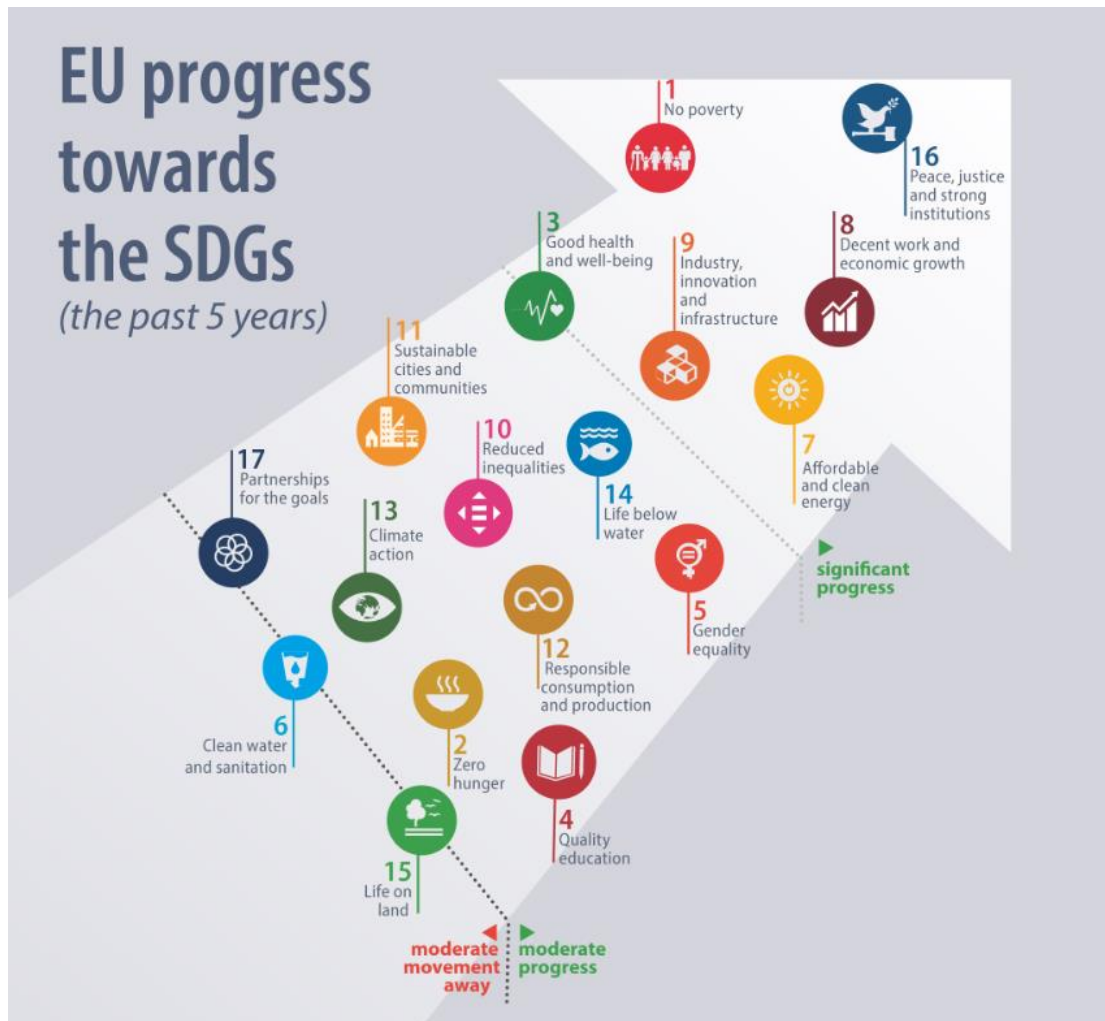 EU progress
towards
the SDGs
(the past 5 years)
1
No poverty
16
Peace, justice
and strong
institutions
3
Good health
and well-being
9
Industry,
innovation
and
infrastructure
8
Decent work and
economic growth
11
Sustainable
cities and
communities
10
Reduced
inequalities
7
Affordable
and clean
energy
17
Partnerships
for the goals
14
Life below
water
13
Climate
action
significant
progress
5
Gender
equality
12
Responsible
consumption
and production
6
Clean water
and sanitation
2
Zero
hunger
4
Quality
education
15
Life on
land
moderate
movement
away
moderate
progress